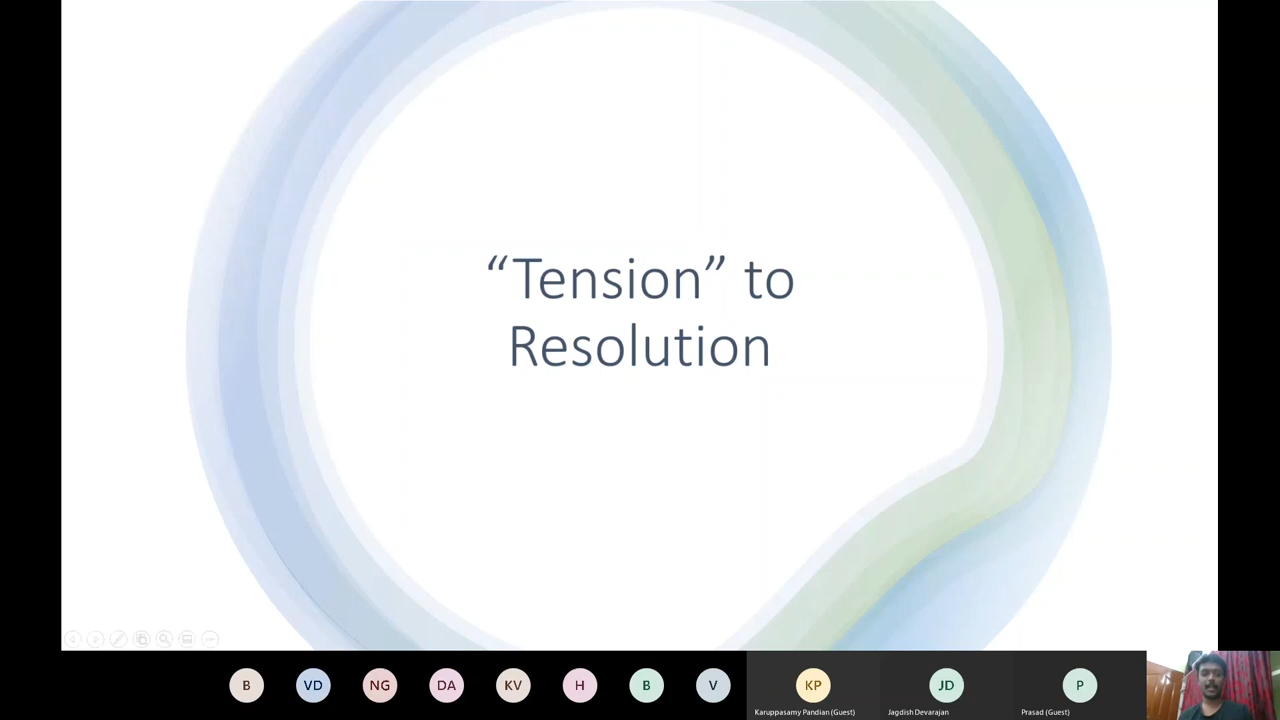 “Tension” to
Resolution
B
VD
NG
DA
KV
H
B
V
KP
JD
P
Karuppasamy Pandian (Guest)
Jagdish Devarajan
Prasad (Guest)